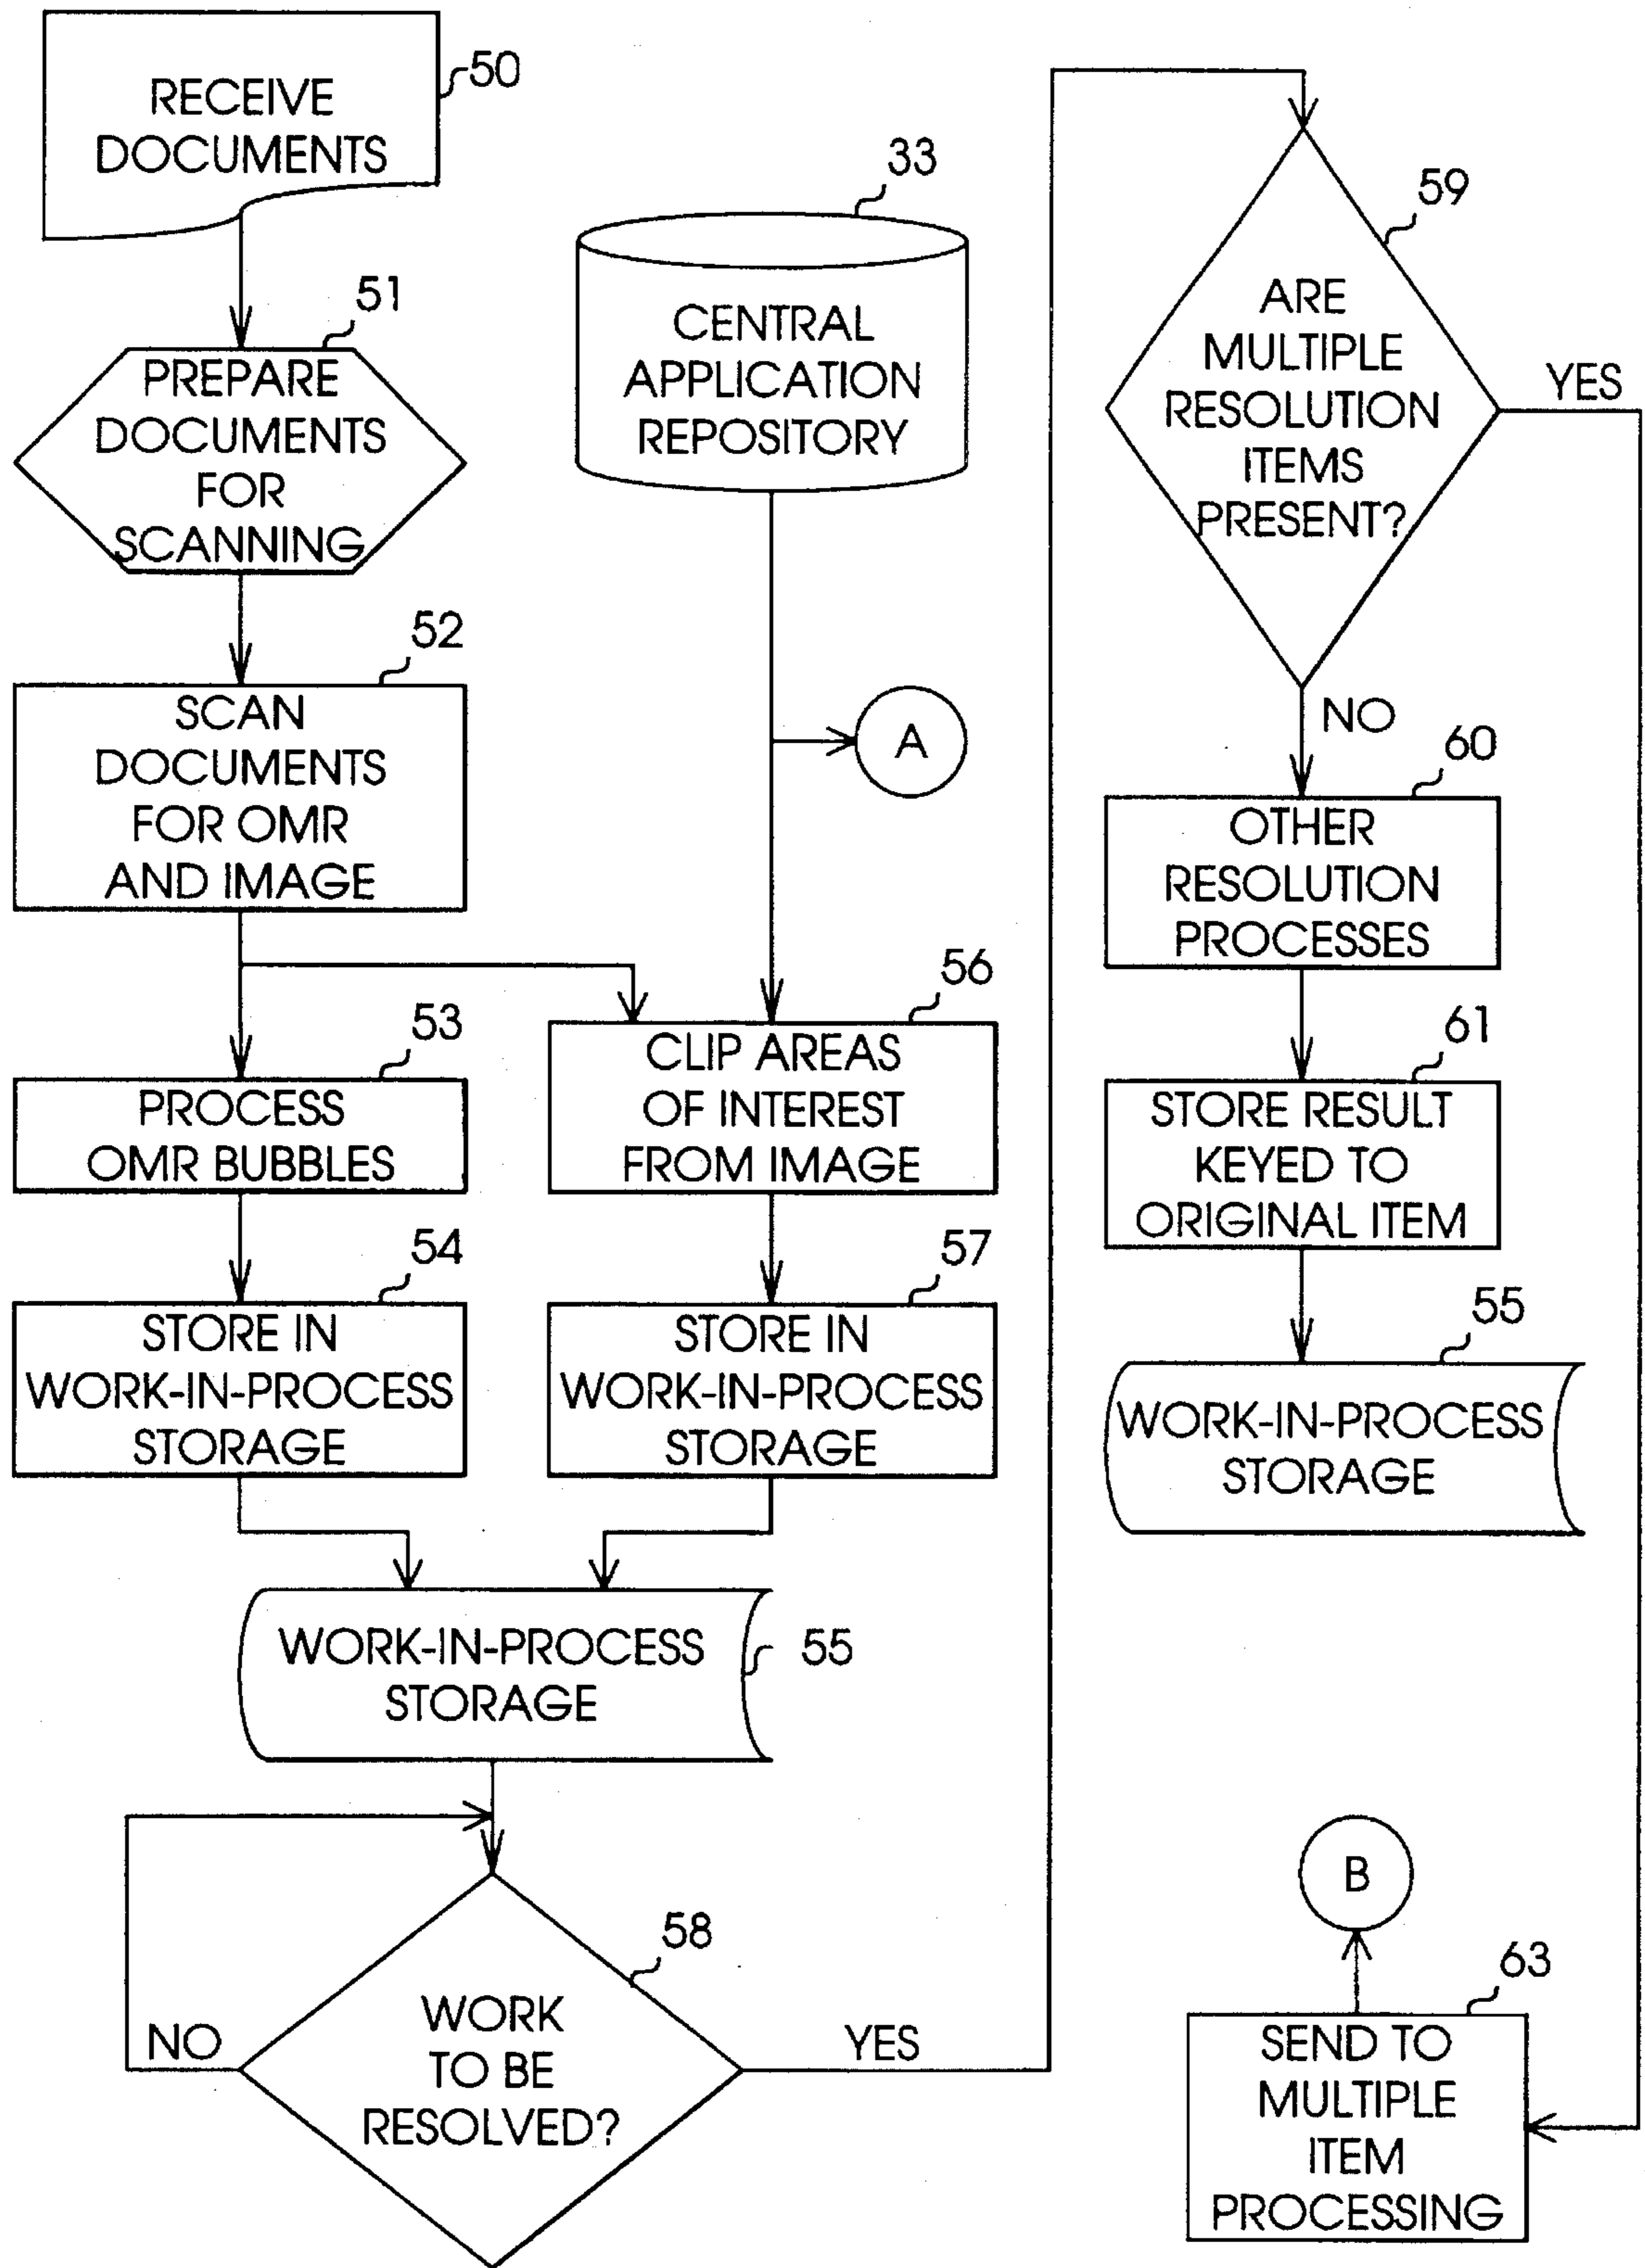 50
RECEIVE
DOCUMENTS
51
PREPARE
DOCUMENTS
FOR
SCANNING
52
SCAN
DOCUMENTS
FOR OMR
AND IMAGE
53
PROCESS
OMR BUBBLES
54
STORE IN
WORK-IN-PROCESS
STORAGE
33
CENTRAL
APPLICATION
REPOSITORY
A
56
CLIP AREAS
OF INTEREST
FROM IMAGE
57
STORE IN
WORK-IN-PROCESS
STORAGE
WORK-IN-PROCESS
STORAGE
55
58
WORK
TO BE
RESOLVED?
NO
YES
59
ARE
MULTIPLE
RESOLUTION
ITEMS
PRESENT?
YES
NO
60
OTHER
RESOLUTION
PROCESSES
61
STORE RESULT
KEYED TO
ORIGINAL ITEM
55
WORK-IN-PROCESS
STORAGE
B
63
SEND TO
MULTIPLE
ITEM
PROCESSING